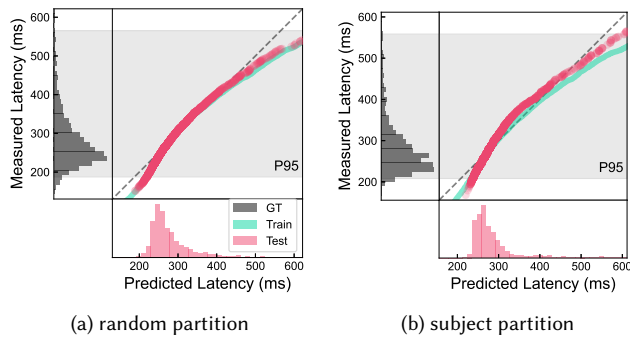 Measured Latency (ms)
600
500
400
300
200
P95
GT
Train
Test
200 300 400 500 600
Predicted Latency (ms)
(a) random partition
Measured Latency (ms)
600
500
400
300
200
P95
200 300 400 500 600
Predicted Latency (ms)
(b) subject partition